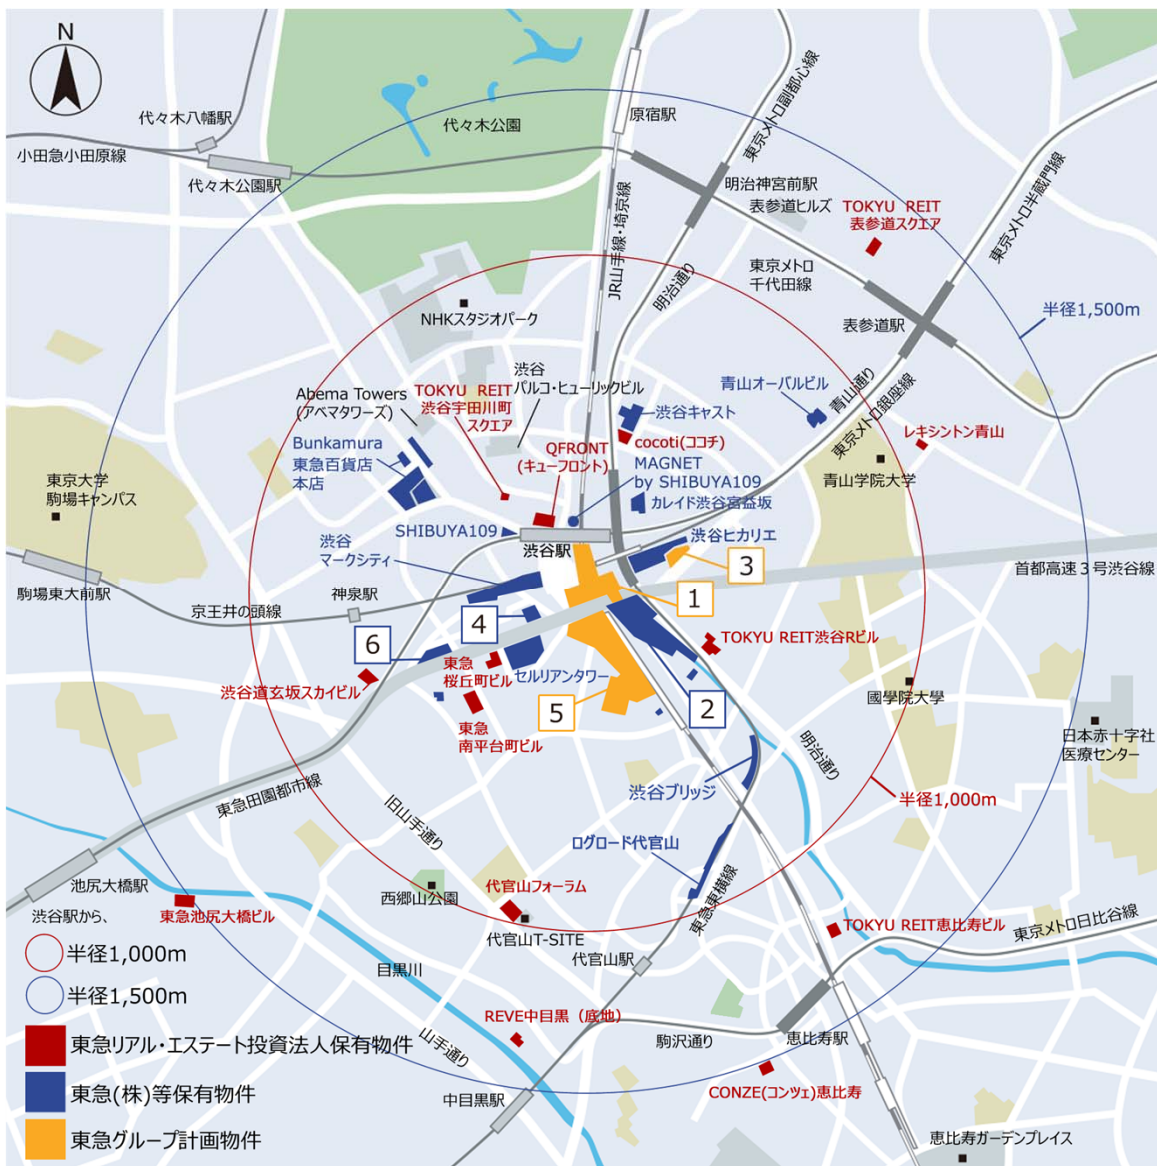 N
代々木八幡駅
小田急小田原線
代々木公園駅
代々木公園
原宿駅
東京メトロ副都心線
明治神宮前駅
表参道ヒルズ
TOKYU REIT
表参道スクエア
東京メトロ半蔵門線
JR山手線・埼京線
明治通り
東京メトロ
千代田線
表参道駅
半径1,500m
NHKスタジオパーク
渋谷
パルコ・ヒューリックビル
Abema Towers
(アベマタワーズ)
TOKYU REIT
渋谷宇田川町
スクエア
青山オーバルビル
青山通り
東京メトロ銀座線
渋谷キャスト
cocoti(ココチ)
レキシントン青山
Bunkamura
東急百貨店
本店
QFRONT
(キューフロント)
MAGNET
by SHIBUYA109
カレイド渋谷宮益坂
青山学院大学
東京大学
駒場キャンパス
SHIBUYA109
渋谷駅
渋谷ヒカリエ
渋谷
マークシティ
3
首都高速3号渋谷線
駒場東大前駅
京王井の頭線
神泉駅
1
4
6
TOKYU REIT渋谷Rビル
東急
桜丘町ビル
セルリアンタワー
渋谷道玄坂スカイビル
5
2
國學院大學
東急
南平台町ビル
日本赤十字社
医療センター
明治通り
東急田園都市線
旧山手通り
渋谷ブリッジ
半径1,000m
ログロード代官山
池尻大橋駅
西郷山公園
代官山フォーラム
東急東横線
渋谷駅から、
東急池尻大橋ビル
代官山T-SITE
TOKYU REIT恵比寿ビル
東京メトロ日比谷線
半径1,000m
代官山駅
目黒川
半径1,500m
REVE中目黒（底地）
山手通り
駒沢通り
恵比寿駅
東急リアル・エステート投資法人保有物件
CONZE(コンツェ)恵比寿
東急(株)等保有物件
中目黒駅
東急グループ計画物件
恵比寿ガーデンプレイス